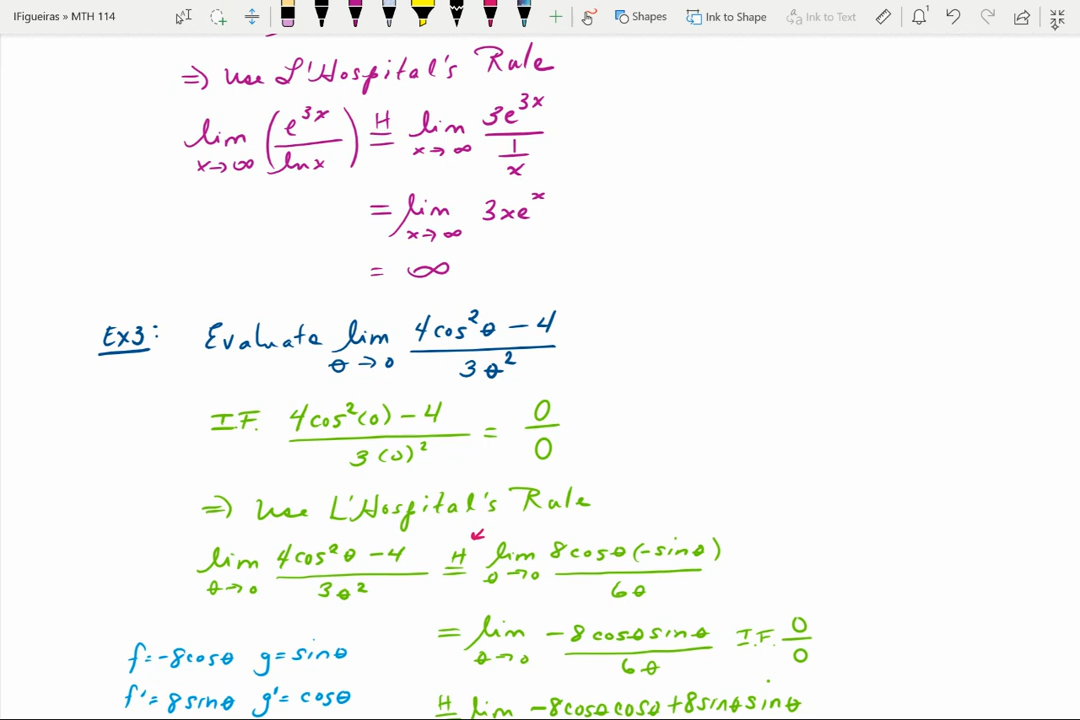 IFigueiras » MTH 114
Shapes Ink to Shape Ink to Text
⇒ Use L'Hospital's Rule
lim x→∞ (e^3x / ln x) =H lim x→∞ 3e^3x / (1/x)
= lim x→∞ 3xe^x
= ∞
Ex3: Evaluate lim θ→0 (4cos²θ − 4) / 3θ²
I.F. (4cos²(0) − 4) / 3(0)² = 0/0
⇒ Use L'Hospital's Rule
lim θ→0 (4cos²θ − 4) / 3θ² =H lim θ→0 8cosθ(−sinθ) / 6θ
= lim θ→0 −8cosθsinθ / 6θ I.F. 0/0
f=−8cosθ g=sinθ
f'=8sinθ g'=cosθ
=H lim −8cosθcosθ+8sinθsinθ